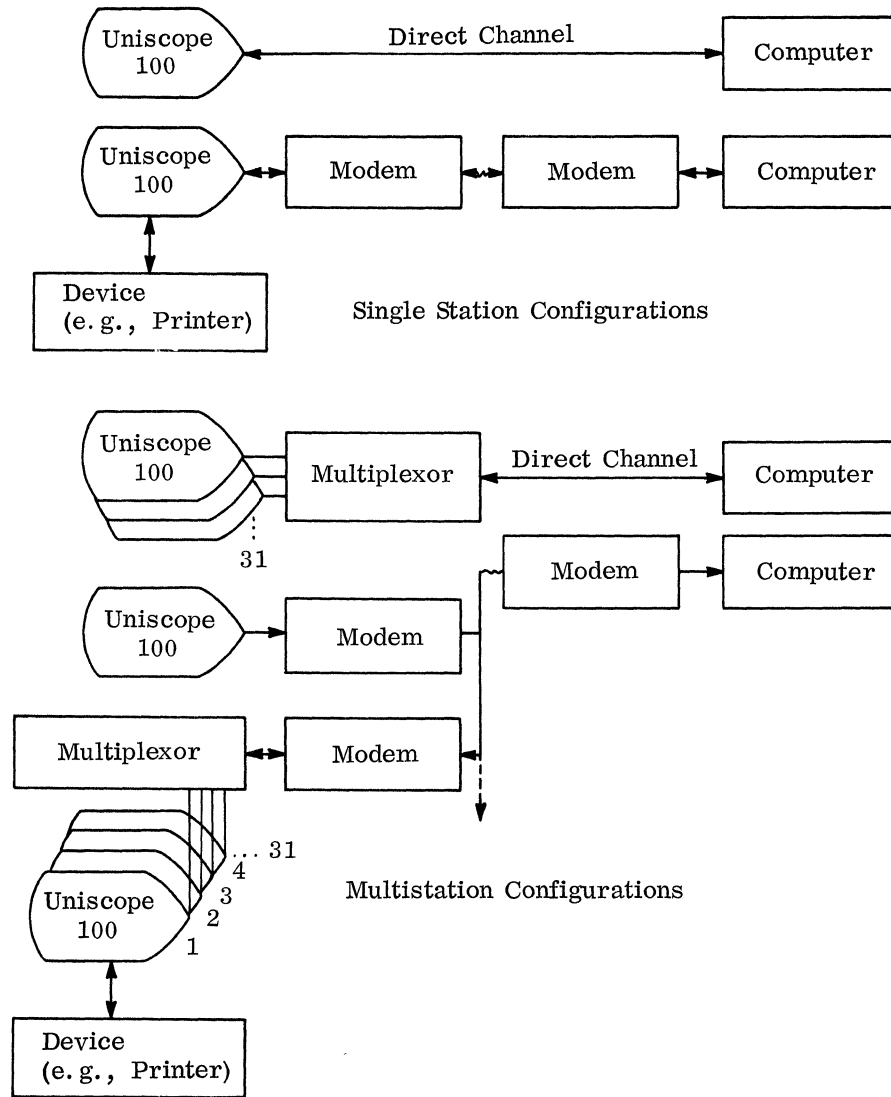 Uniscope
100
Direct Channel
Computer
Uniscope
100
Modem
Modem
Computer
Device
(e.g., Printer)
Single Station Configurations
Uniscope
100
Multiplexor
Direct Channel
Computer
31
Modem
Computer
Uniscope
100
Modem
Multiplexor
Modem
... 31
4
3
2
1
Uniscope
100
Multistation Configurations
Device
(e.g., Printer)